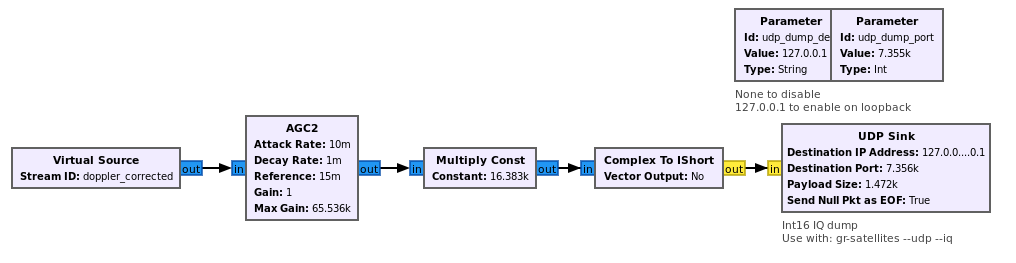 Parameter
Id: udp_dump_de
Value: 127.0.0.1
Type: String
Parameter
Id: udp_dump_port
Value: 7.355k
Type: Int
None to disable
127.0.0.1 to enable on loopback
Virtual Source
Stream ID: doppler_corrected
out
in
AGC2
Attack Rate: 10m
Decay Rate: 1m
Reference: 15m
Gain: 1
Max Gain: 65.536k
out
in
Multiply Const
Constant: 16.383k
out
in
Complex To IShort
Vector Output: No
out
in
UDP Sink
Destination IP Address: 127.0.0....0.1
Destination Port: 7.356k
Payload Size: 1.472k
Send Null Pkt as EOF: True
Int16 IQ dump
Use with: gr-satellites --udp --iq